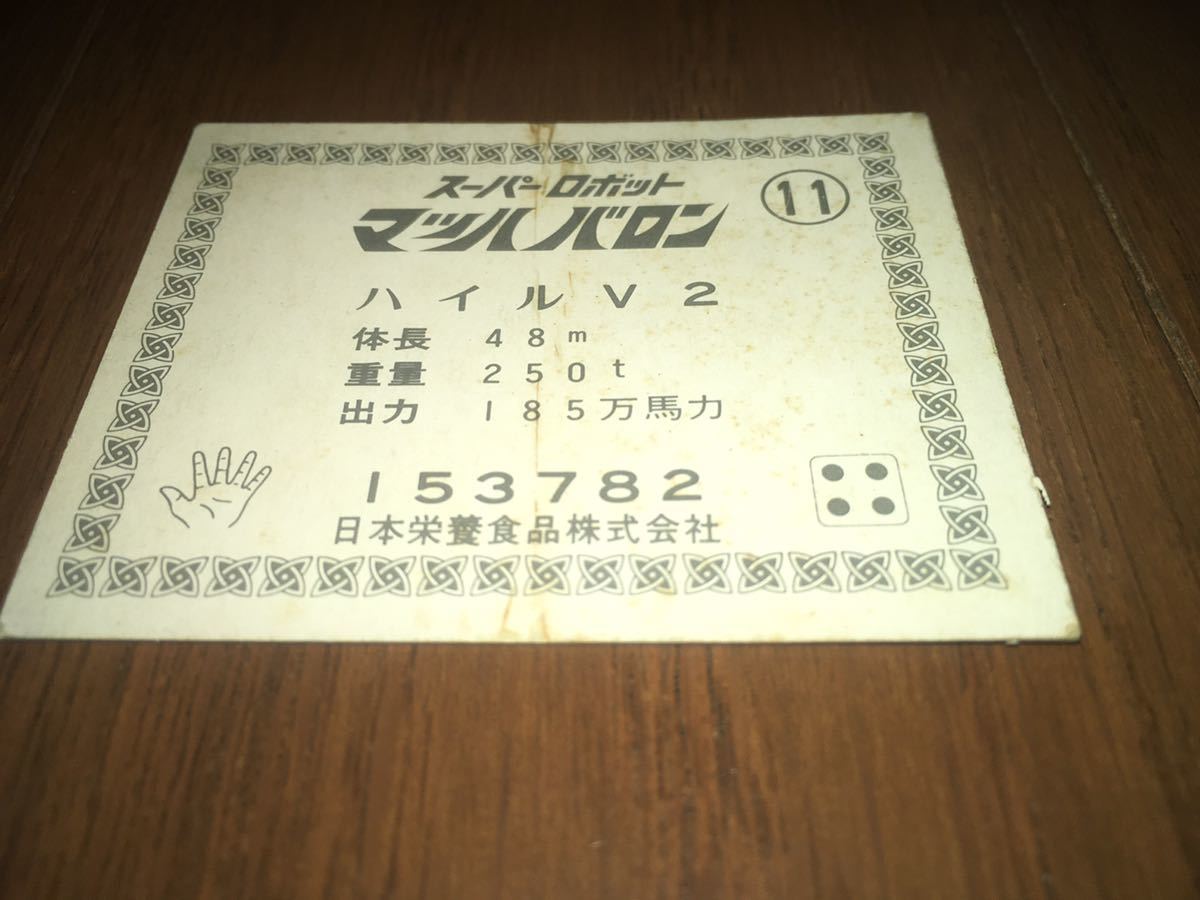 スーパーロボット
マッハバロン
11
ハイルV2
体長 48m
重量 250t
出力 185万馬力
153782
日本栄養食品株式会社